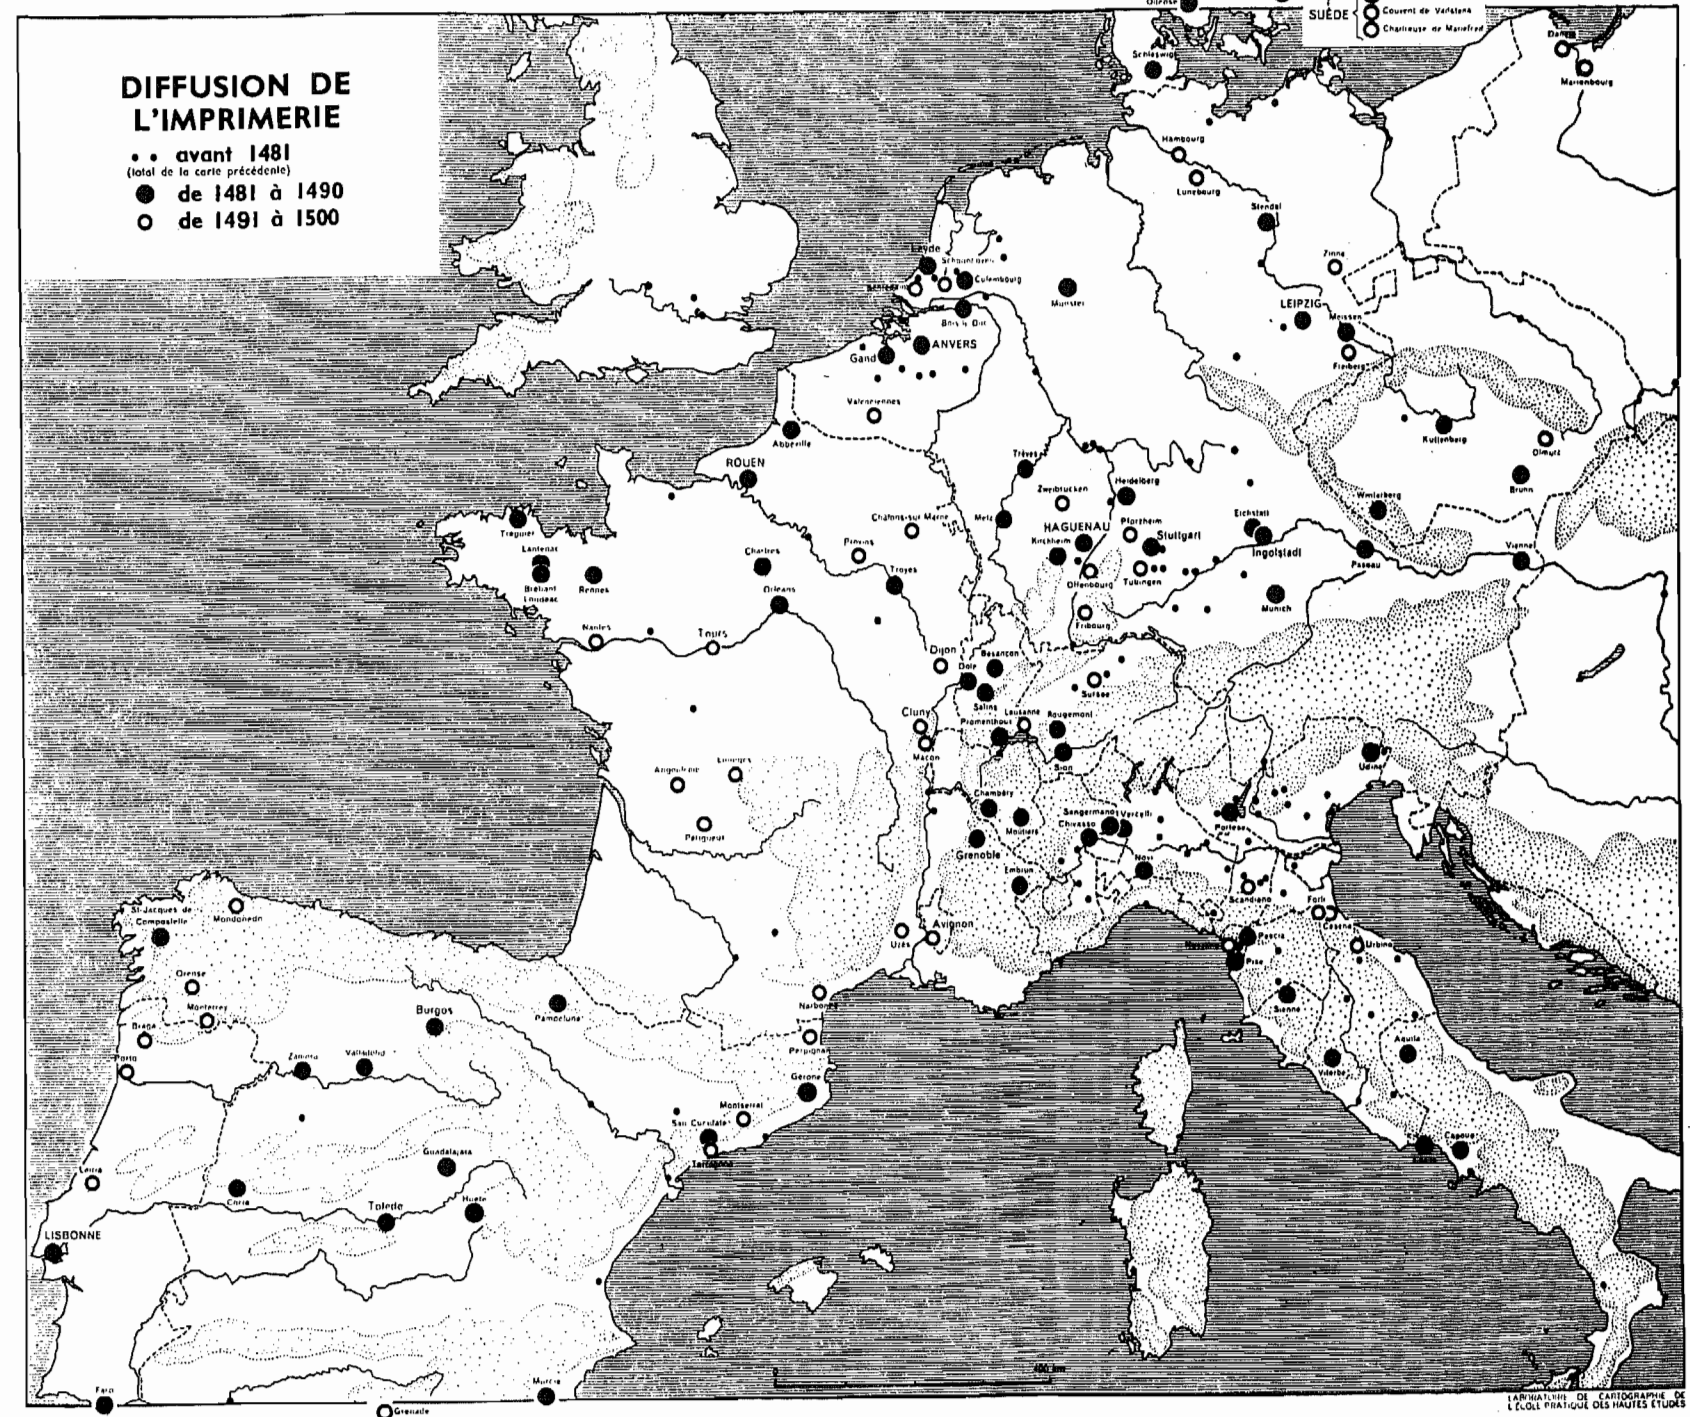 DIFFUSION DE
L'IMPRIMERIE
avant 1481
(total de la carte précédente)
de 1481 à 1490
de 1491 à 1500
SUÈDE
Couvent de Vadstena
Chartreuse de Mariefred
Schleswig
Marienbourg
Hambourg
Lunebourg
Stendal
Zinna
Leyde
Culembourg
Munster
LEIPZIG
Meissen
Freiberg
Bois le Duc
ANVERS
Gand
Valenciennes
Abbeville
Kuttenberg
Olmutz
Brunn
ROUEN
Trèves
Zweibrucken
Heidelberg
Winterberg
Châlons-sur-Marne
Metz
HAGUENAU
Pforzheim
Eichstatt
Tréguier
Lantenac
Provins
Kirchheim
Stuttgart
Ingolstadt
Vienne
Passau
Chartres
Troyes
Offenbourg
Tubingen
Bréhant
Loudéac
Rennes
Orléans
Munich
Fribourg
Nantes
Tours
Dijon
Dole
Besançon
Sursee
Salins
Cluny
Promenthoux
Lausanne
Rougemont
Macon
Sion
Udine
Angoulême
Limoges
Périgueux
Chambéry
Moutiers
Sangermano
Vercelli
Chivasso
Portese
Grenoble
Novi
Embrun
Scandiano
Forli
Cesena
St-Jacques de
Compostelle
Mondonedo
Uzès
Avignon
Pescia
Urbino
Pise
Orense
Monterrey
Narbonne
Sienne
Burgos
Pampelune
Braga
Porto
Zamora
Valladolid
Perpignan
Aquila
Viterbe
Gerone
Montserrat
San Cucufate
Tarragone
Capoue
Guadalajara
Leiria
Coria
Tolède
Huete
LISBONNE
0
400 km
Faro
Murcie
Grenade
LABORATOIRE DE CARTOGRAPHIE DE
L'ÉCOLE PRATIQUE DES HAUTES ÉTUDES